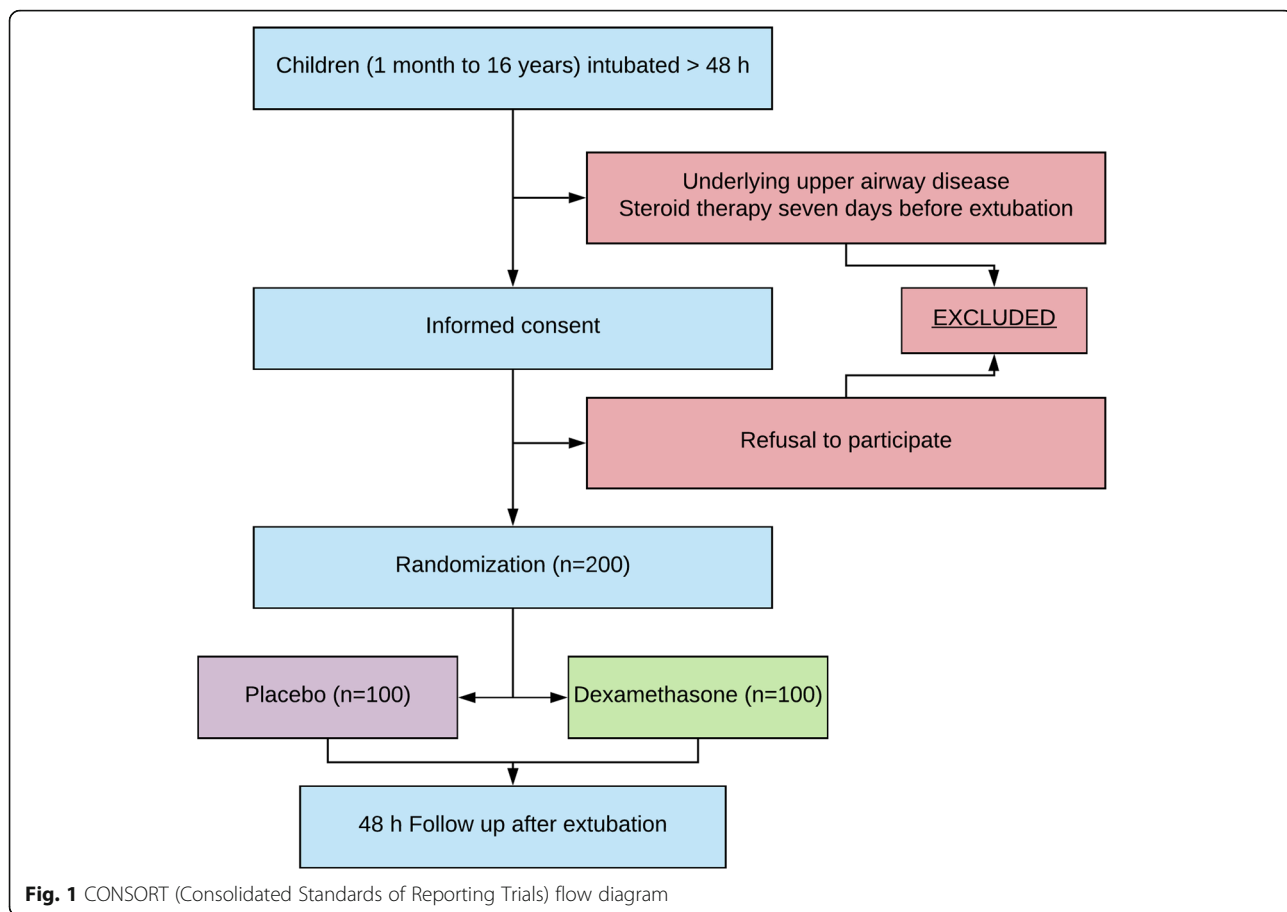 Children (1 month to 16 years) intubated > 48 h
Underlying upper airway disease
Steroid therapy seven days before extubation
Informed consent
EXCLUDED
Refusal to participate
Randomization (n=200)
Placebo (n=100)
Dexamethasone (n=100)
48 h Follow up after extubation
Fig. 1 CONSORT (Consolidated Standards of Reporting Trials) flow diagram